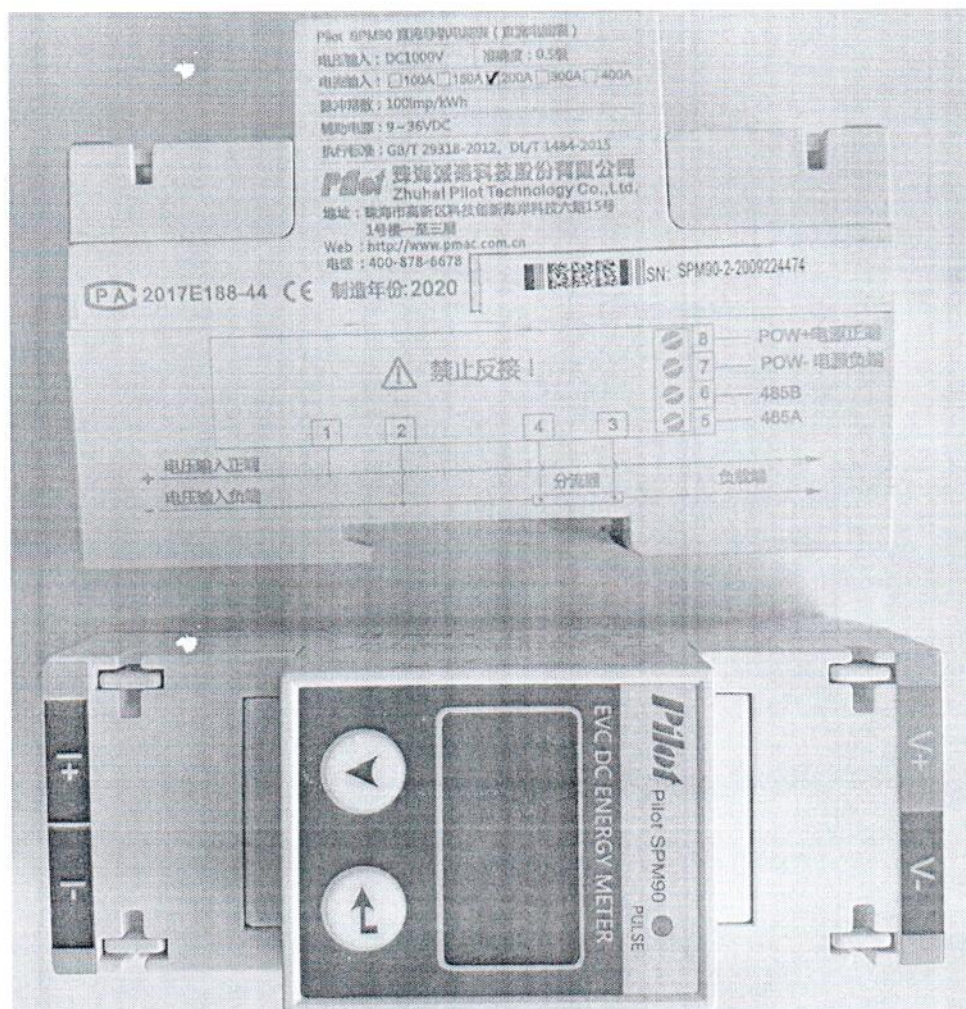 Pilot SPM90 直流导轨电能表（直流电能表）
电压输入：DC1000V 准确度：0.5级
电流输入：□100A□150A☑200A□300A□400A
脉冲常数：100imp/kWh
辅助电源：9~36VDC
执行标准：GB/T 29318-2012，DL/T 1484-2015
Pilot 珠海派诺科技股份有限公司
Zhuhai Pilot Technology Co.,Ltd.
地址：珠海市高新区科技创新海岸科技六路15号
1号楼一至三层
Web：http://www.pmac.com.cn
电话：400-878-6678
SN: SPM90-2-2009224474
PA 2017E188-44 CE 制造年份:2020
禁止反接！
8 POW+电源正端
7 POW-电源负端
6 485B
5 485A
1 2 4 3
+ 电压输入正端
分流器 负载端
- 电压输入负端
I+
I-
Pilot Pilot SPM90
PULSE
EVC DC ENERGY METER
V+
V-